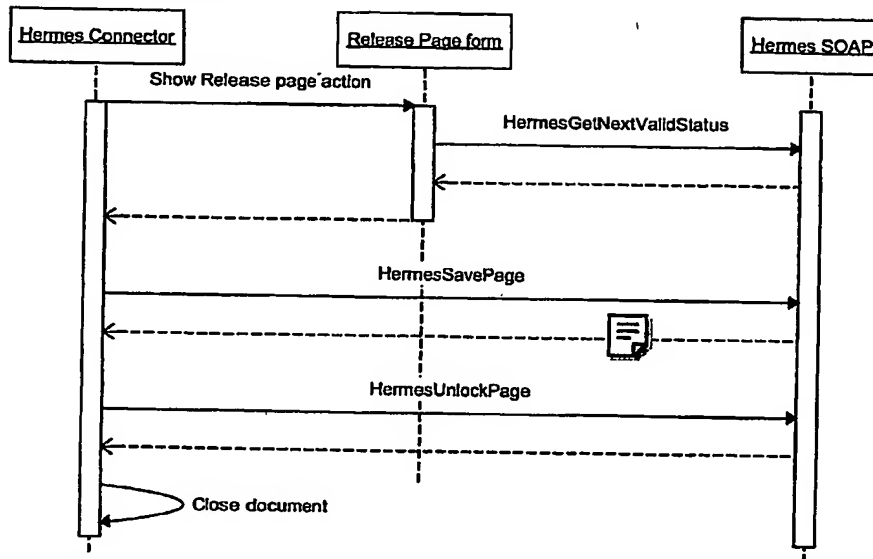 Hermes Connector
Release Page form
Hermes SOAP
Show Release page action
HermesGetNextValidStatus
HermesSavePage
HermesUnlockPage
Close document